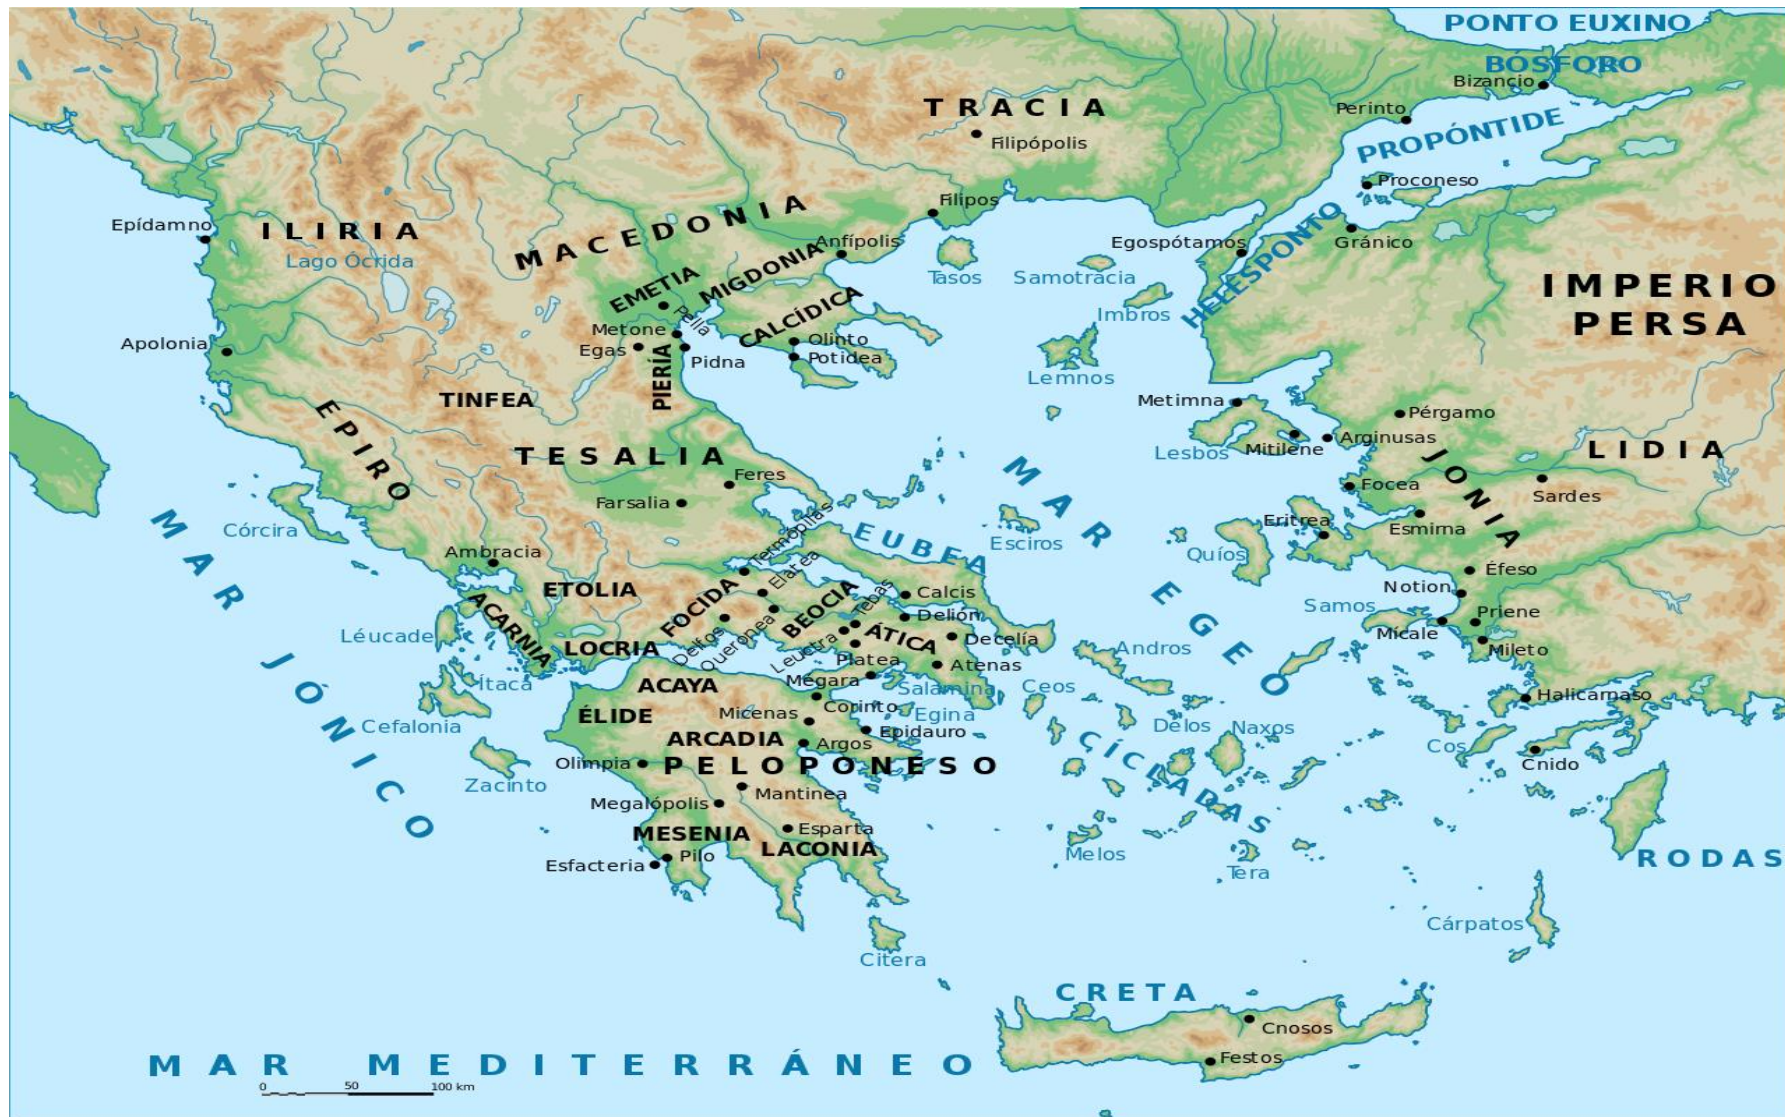 PONTO EUXINO
BÓSFORO
Bizancio
TRACIA
Perinto
PROPÓNTIDE
Filipópolis
Proconeso
Filipos
MACEDONIA
Epídamno
ILIRIA
Lago Ócrida
Anfípolis
Egospótamos
HELESPONTO
Gránico
MIGDONIA
EMETIA
Tasos
Samotracia
IMPERIO
PERSA
CALCÍDICA
Imbros
Pella
Metone
Apolonia
Egas
Pidna
Olinto
Potidea
PIERÍA
Lemnos
TINFEA
Metimna
Pérgamo
EPIRO
Mitilene
Arginusas
Lesbos
LIDIA
JONIA
TESALIA
Feres
Farsalia
MAR EGEO
Focea
Sardes
Córcira
MAR JÓNICO
Termópilas
EUBEA
Esciros
Eritrea
Esmirna
Quíos
Ambracia
Elatea
ETOLIA
FOCIDA
BEOCIA
Tebas
Calcis
Éfeso
Notion
ACARNIA
Delión
Samos
Priene
Léucade
LOCRIA
Delfos
Queronea
Leuctra
ÁTICA
Decelía
Mícale
Mileto
Platea
Atenas
Andros
Ítaca
ACAYA
Mégara
Salamina
Ceos
Halicarnaso
Cefalonia
ÉLIDE
Micenas
Corinto
Egina
Delos
Naxos
ARCADIA
Argos
Epidauro
CÍCLADAS
Cos
Cnido
Olimpia
PELOPONESO
Zacinto
Megalópolis
Mantinea
MESENIA
Esparta
LACONIA
Melos
Tera
RODAS
Esfacteria
Pilo
Cárpatos
Citera
CRETA
Cnosos
Festos
MAR MEDITERRÁNEO
0 50 100 km